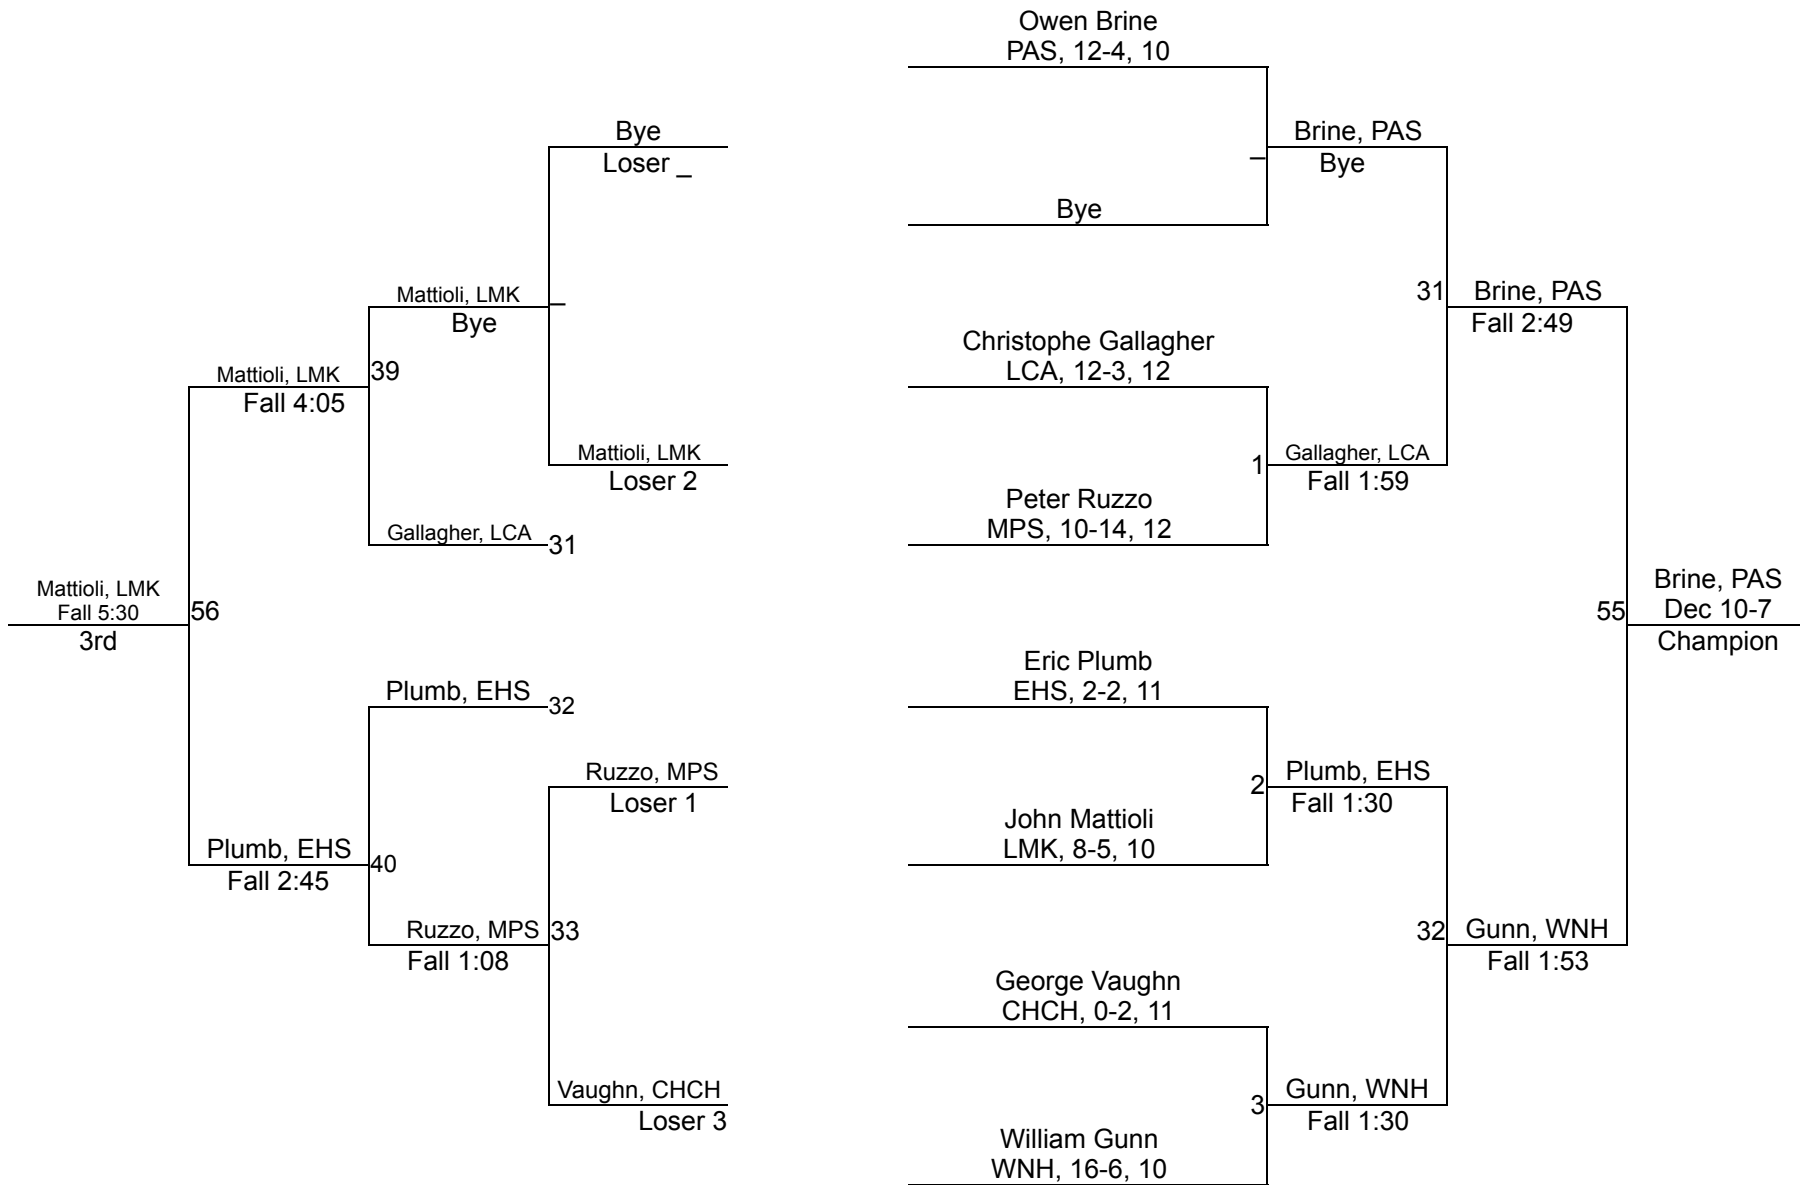 Owen Brine
PAS, 12-4, 10
Bye
Loser _
Brine, PAS
_
Bye
Bye
Mattioli, LMK
_
Bye
31
Brine, PAS
Fall 2:49
Christophe Gallagher
LCA, 12-3, 12
Mattioli, LMK
39
Fall 4:05
Mattioli, LMK
Loser 2
1
Gallagher, LCA
Fall 1:59
Peter Ruzzo
MPS, 10-14, 12
Gallagher, LCA
31
Mattioli, LMK
Fall 5:30
56
3rd
55
Brine, PAS
Dec 10-7
Champion
Eric Plumb
EHS, 2-2, 11
Plumb, EHS
32
Ruzzo, MPS
Loser 1
2
Plumb, EHS
Fall 1:30
John Mattioli
LMK, 8-5, 10
Plumb, EHS
40
Fall 2:45
Ruzzo, MPS
33
Fall 1:08
32
Gunn, WNH
Fall 1:53
George Vaughn
CHCH, 0-2, 11
Vaughn, CHCH
Loser 3
3
Gunn, WNH
Fall 1:30
William Gunn
WNH, 16-6, 10